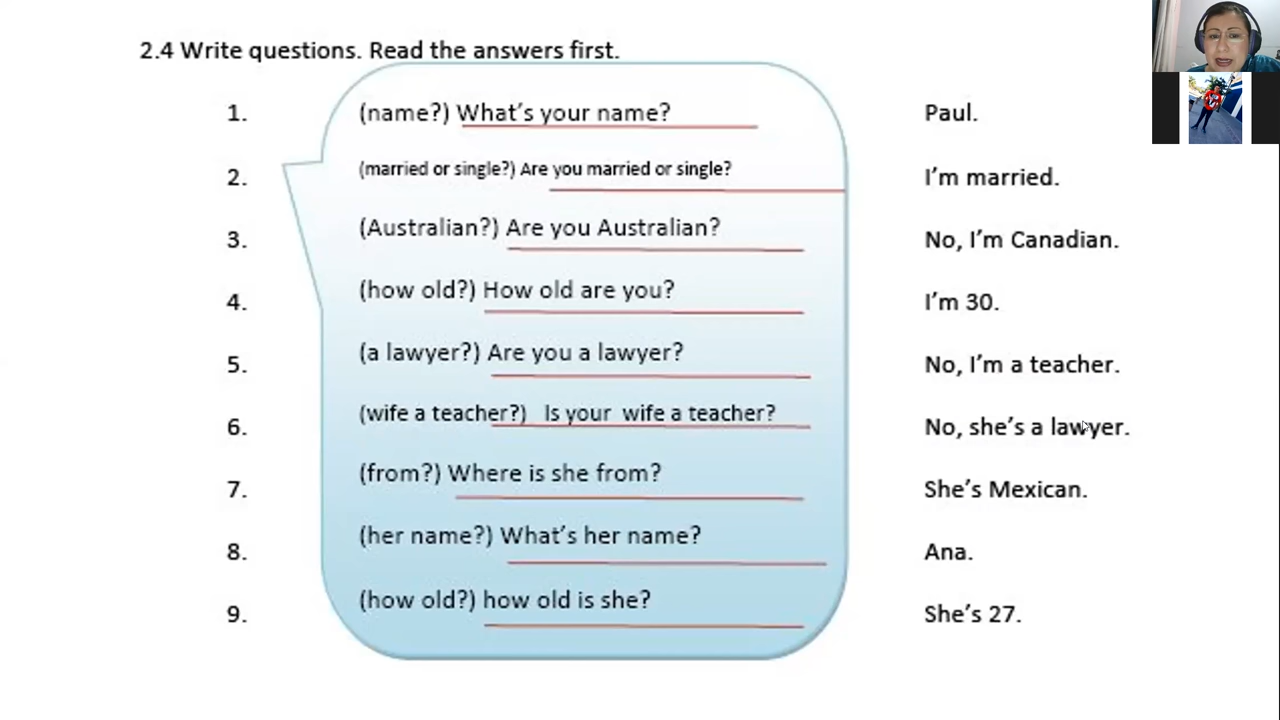 2.4 Write questions. Read the answers first.
1. (name?) What's your name? Paul.
2. (married or single?) Are you married or single? I'm married.
3. (Australian?) Are you Australian? No, I'm Canadian.
4. (how old?) How old are you? I'm 30.
5. (a lawyer?) Are you a lawyer? No, I'm a teacher.
6. (wife a teacher?) Is your wife a teacher? No, she's a lawyer.
7. (from?) Where is she from? She's Mexican.
8. (her name?) What's her name? Ana.
9. (how old?) how old is she? She's 27.